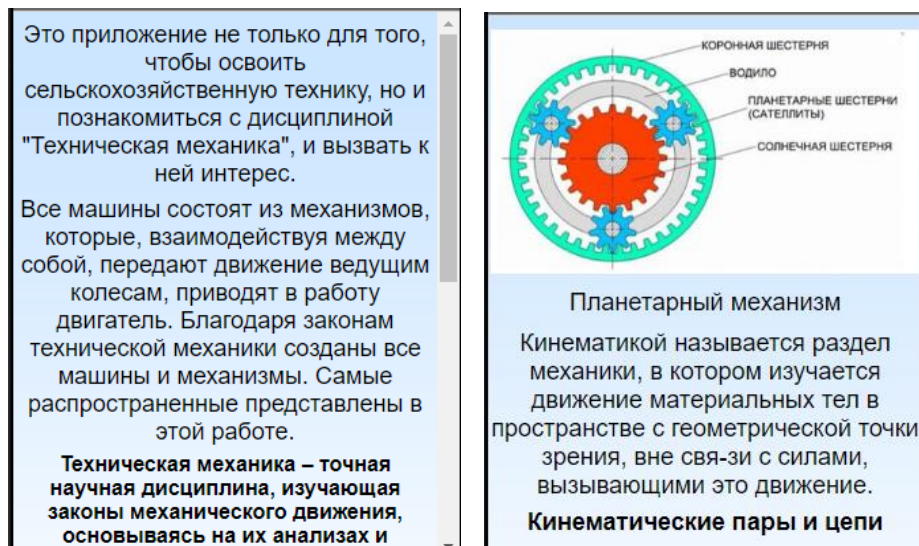 Это приложение не только для того,
чтобы освоить
сельскохозяйственную технику, но и
познакомиться с дисциплиной
"Техническая механика", и вызвать к
ней интерес.
Все машины состоят из механизмов,
которые, взаимодействуя между
собой, передают движение ведущим
колесам, приводят в работу
двигатель. Благодаря законам
технической механики созданы все
машины и механизмы. Самые
распространенные представлены в
этой работе.
Техническая механика – точная
научная дисциплина, изучающая
законы механического движения,
основываясь на их анализах и
КОРОННАЯ ШЕСТЕРНЯ
ВОДИЛО
ПЛАНЕТАРНЫЕ ШЕСТЕРНИ
(САТЕЛЛИТЫ)
СОЛНЕЧНАЯ ШЕСТЕРНЯ
Планетарный механизм
Кинематикой называется раздел
механики, в котором изучается
движение материальных тел в
пространстве с геометрической точки
зрения, вне свя-зи с силами,
вызывающими это движение.
Кинематические пары и цепи